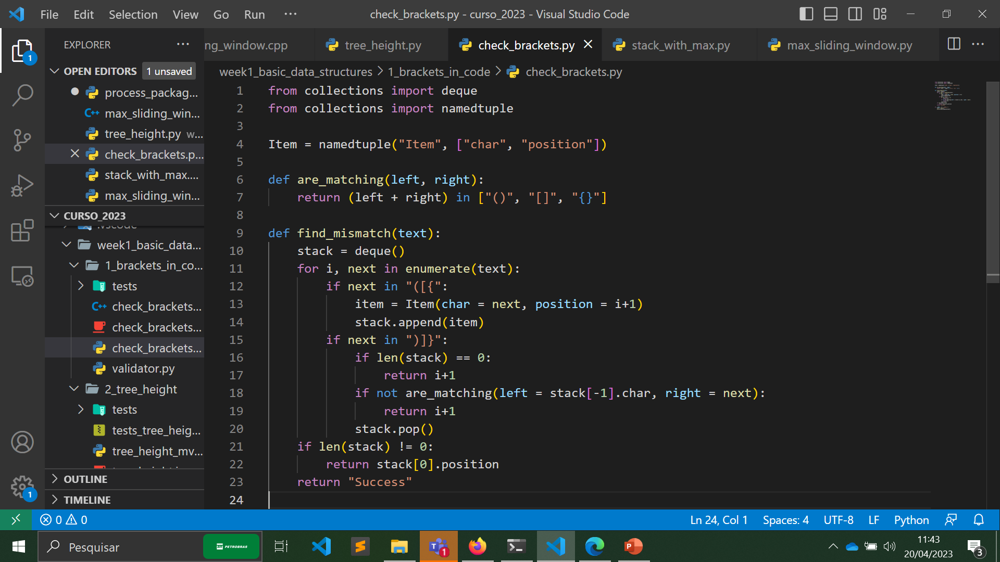 File Edit Selection View Go Run ··· check_brackets.py - curso_2023 - Visual Studio Code
EXPLORER ···
ng_window.cpp tree_height.py check_brackets.py stack_with_max.py max_sliding_window.py ···
1
OPEN EDITORS 1 unsaved
process_packag...
C++ max_sliding_win...
tree_height.py w...
check_brackets.p...
stack_with_max....
max_sliding_win...
CURSO_2023
.vscode
week1_basic_data...
1_brackets_in_co...
tests
C++ check_brackets...
check_brackets...
check_brackets...
validator.py
2_tree_height
tests
tests_tree_heig...
tree_height_mv...
OUTLINE
TIMELINE
1
week1_basic_data_structures > 1_brackets_in_code > check_brackets.py
1 from collections import deque
2 from collections import namedtuple
3
4 Item = namedtuple("Item", ["char", "position"])
5
6 def are_matching(left, right):
7 return (left + right) in ["()", "[]", "{}"]
8
9 def find_mismatch(text):
10 stack = deque()
11 for i, next in enumerate(text):
12 if next in "([{":
13 item = Item(char = next, position = i+1)
14 stack.append(item)
15 if next in ")]}":
16 if len(stack) == 0:
17 return i+1
18 if not are_matching(left = stack[-1].char, right = next):
19 return i+1
20 stack.pop()
21 if len(stack) != 0:
22 return stack[0].position
23 return "Success"
24
0 0 Ln 24, Col 1 Spaces: 4 UTF-8 LF Python
Pesquisar BR PETROBRAS T 1 P 11:43
20/04/2023 3